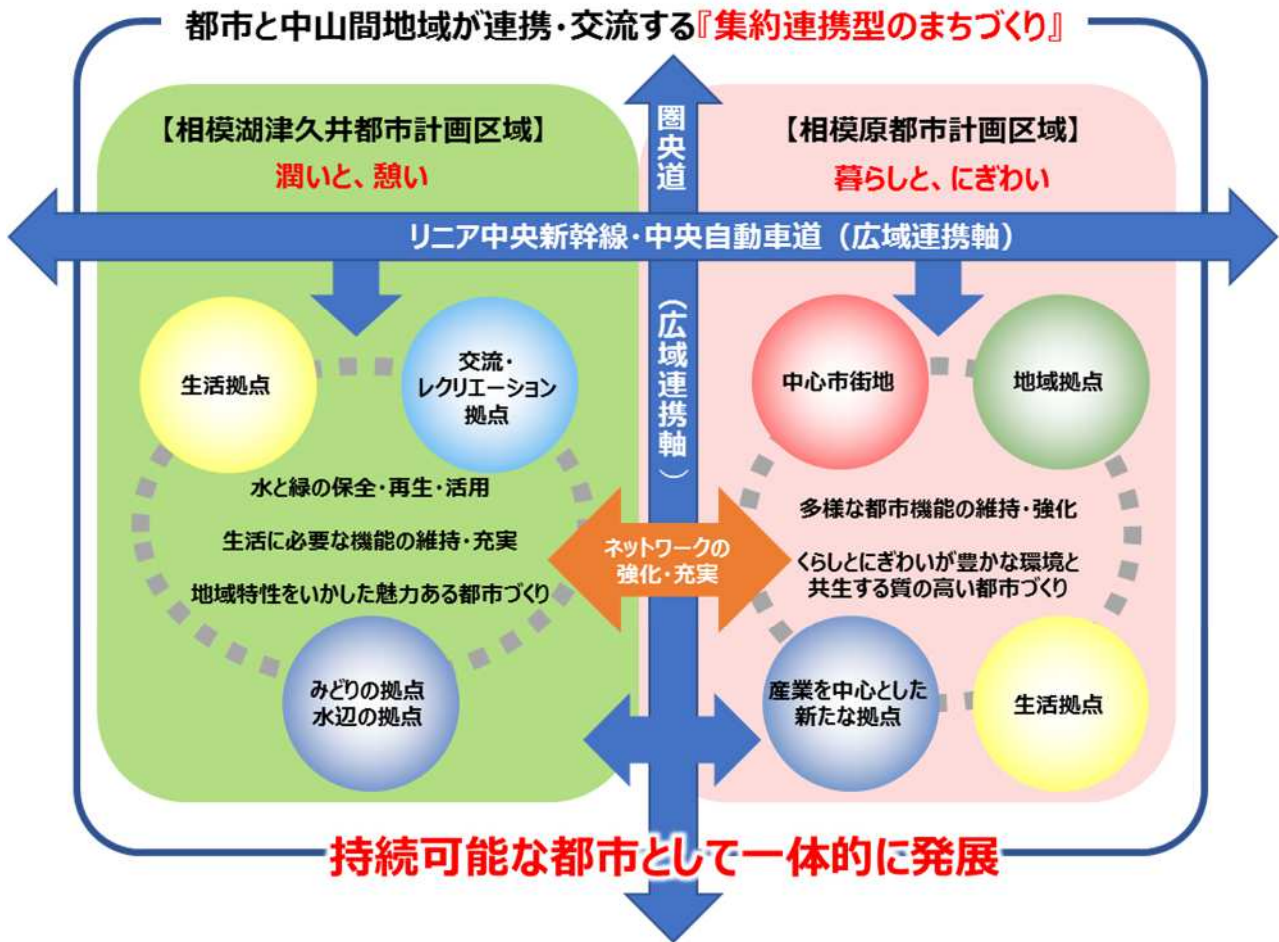 都市と中山間地域が連携・交流する『集約連携型のまちづくり』
【相模湖津久井都市計画区域】
潤いと、憩い
圏央道
(広域連携軸)
【相模原都市計画区域】
暮らしと、にぎわい
リニア中央新幹線・中央自動車道（広域連携軸）
生活拠点
交流・
レクリエーション
拠点
水と緑の保全・再生・活用
生活に必要な機能の維持・充実
地域特性をいかした魅力ある都市づくり
みどりの拠点
水辺の拠点
ネットワークの
強化・充実
中心市街地
地域拠点
多様な都市機能の維持・強化
くらしとにぎわいが豊かな環境と
共生する質の高い都市づくり
産業を中心とした
新たな拠点
生活拠点
持続可能な都市として一体的に発展